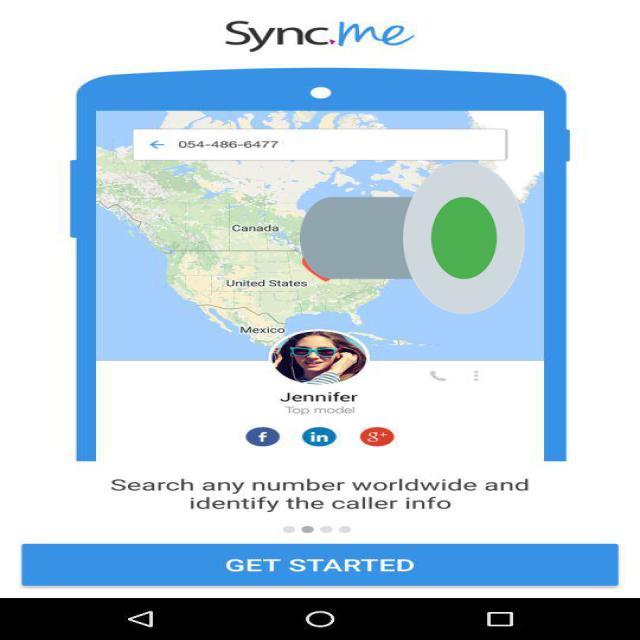 Sync.me
054-486-6477
Canada
United States
Mexico
Jennifer
Top model
f
in
g+
Search any number worldwide and
identify the caller info
GET STARTED